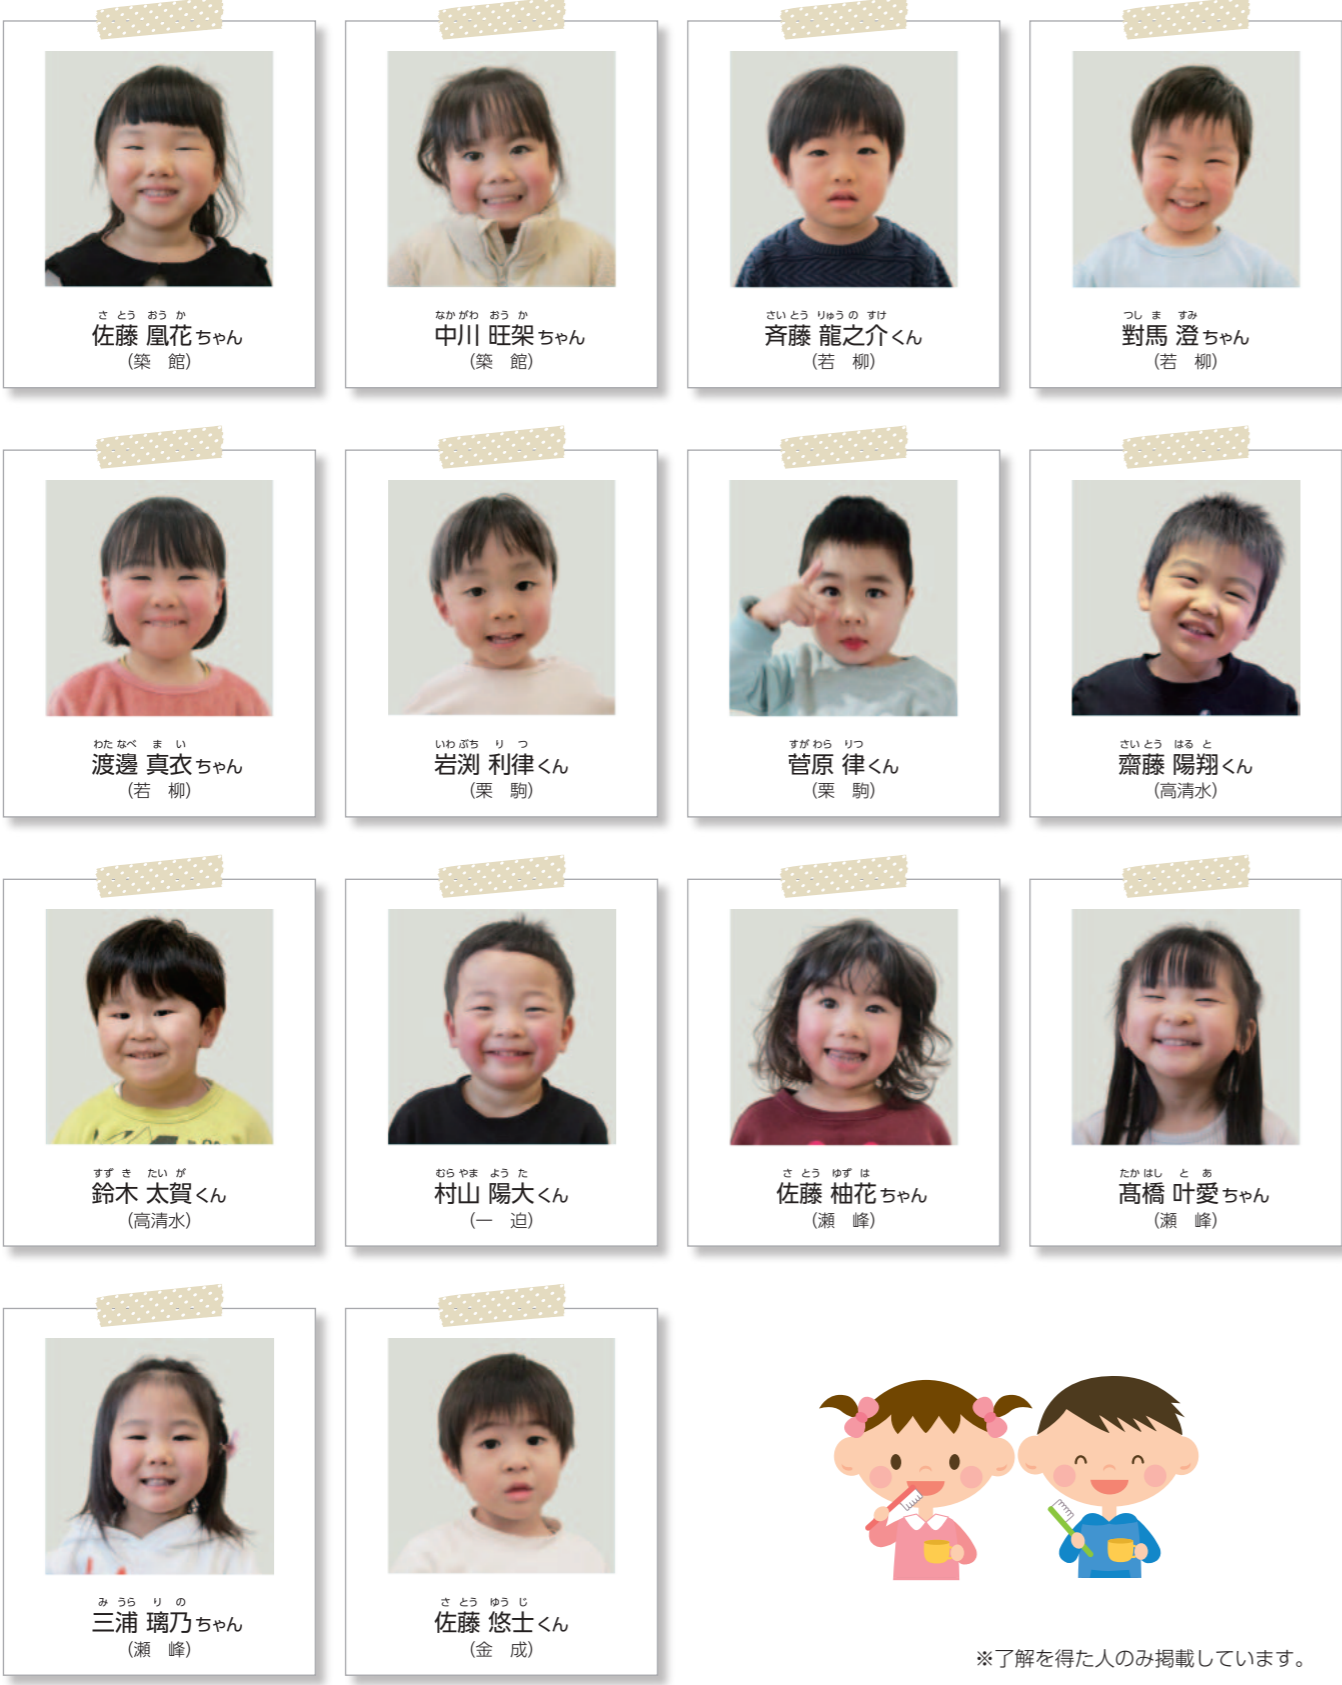 さ とう おう か
佐藤 凰花ちゃん
（築　館）
なか がわ おう か
中川 旺架ちゃん
（築　館）
さい とう りゅう の すけ
斉藤 龍之介くん
（若　柳）
つし ま すみ
對馬 澄ちゃん
（若　柳）
わた なべ ま い
渡邊 真衣ちゃん
（若　柳）
いわ ぶち り つ
岩渕 利律くん
（栗　駒）
すが わら りつ
菅原 律くん
（栗　駒）
さい とう はる と
齋藤 陽翔くん
（高清水）
すず き たい が
鈴木 太賀くん
（高清水）
むら やま よう た
村山 陽大くん
（一　迫）
さ とう ゆず は
佐藤 柚花ちゃん
（瀬　峰）
たか はし と あ
髙橋 叶愛ちゃん
（瀬　峰）
み うら り の
三浦 璃乃ちゃん
（瀬　峰）
さ とう ゆう じ
佐藤 悠士くん
（金　成）
※了解を得た人のみ掲載しています。